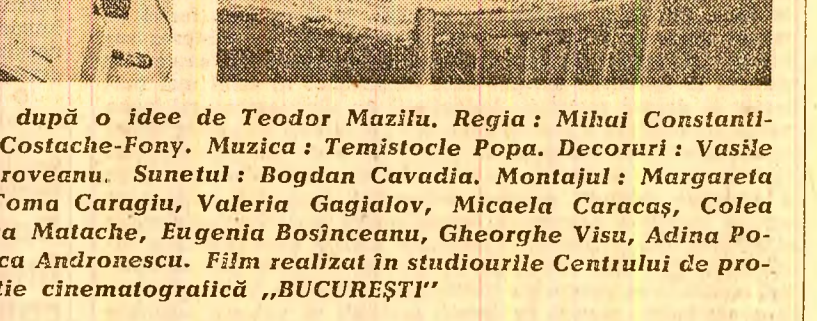 după o idee de Teodor Mazilu. Regia : Mihai Constanti-
Costache-Fony. Muzica : Temistocle Popa. Decoruri : Vasile
roveanu. Sunetul : Bogdan Cavadia. Montajul : Margareta
Toma Caragiu, Valeria Gagialov, Micaela Caracaş, Colea
a Matache, Eugenia Bosînceanu, Gheorghe Visu, Adina Po-
ca Andronescu. Film realizat în studiourile Centrului de pro-
ţie cinematografică „BUCUREŞTI”